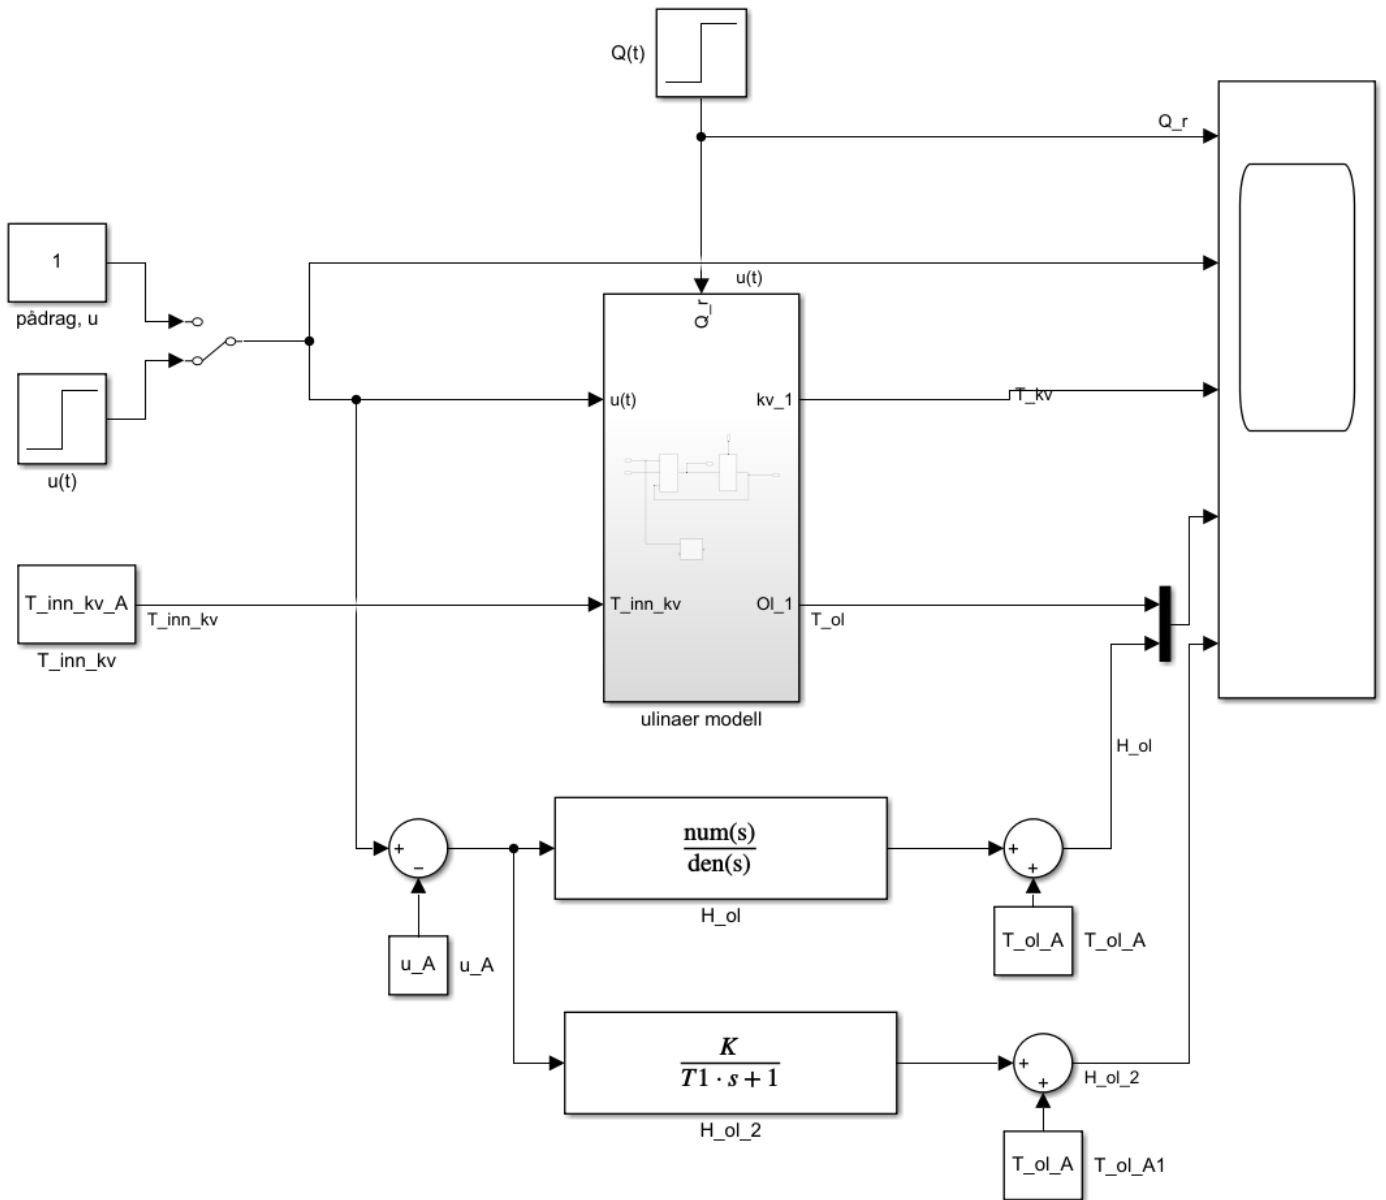 Q(t)
Q_r
1
pådrag, u
u(t)
u(t)
Q_r
u(t)
kv_1
T_kv
T_inn_kv_A
T_inn_kv
T_inn_kv
T_inn_kv
Ol_1
T_ol
ulinaer modell
H_ol
+
−
num(s)
den(s)
H_ol
+
+
u_A
u_A
T_ol_A
T_ol_A
K
T1 · s + 1
H_ol_2
+
+
H_ol_2
T_ol_A
T_ol_A1